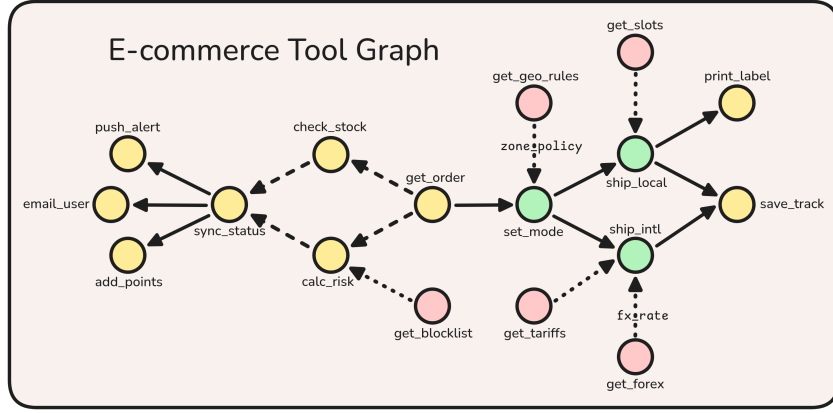 E-commerce Tool Graph
get_slots
get_geo_rules
print_label
push_alert
check_stock
zone_policy
get_order
ship_local
email_user
save_track
sync_status
set_mode
ship_intl
add_points
calc_risk
fx_rate
get_blocklist
get_tariffs
get_forex